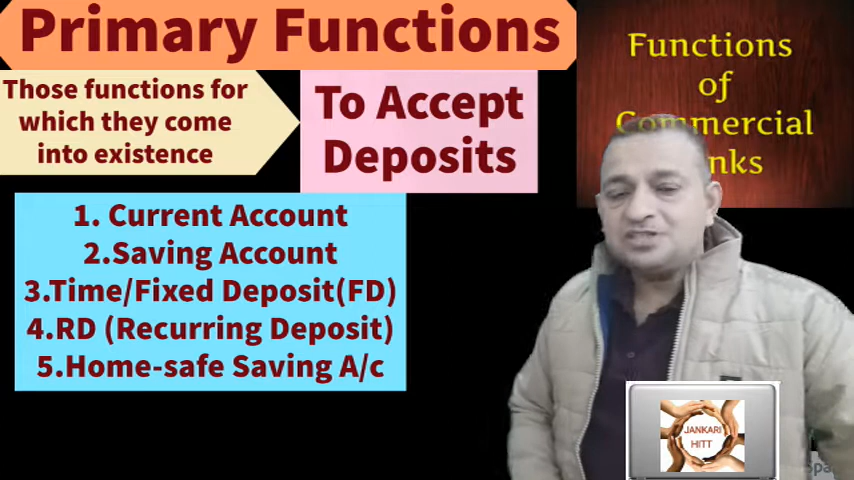 Primary Functions
Those functions for
which they come
into existence
To Accept
Deposits
1. Current Account
2.Saving Account
3.Time/Fixed Deposit(FD)
4.RD (Recurring Deposit)
5.Home-safe Saving A/c
Functions
of
Commercial
JANKARI
HITT